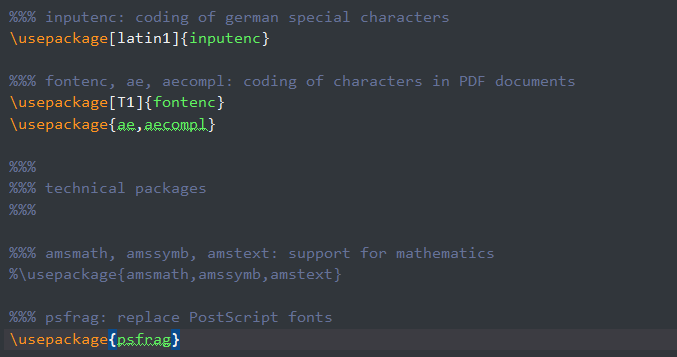 %%% inputenc: coding of german special characters
\usepackage[latin1]{inputenc}
%%% fontenc, ae, aecompl: coding of characters in PDF documents
\usepackage[T1]{fontenc}
\usepackage{ae,aecompl}
%%%
%%% technical packages
%%%
%%% amsmath, amssymb, amstext: support for mathematics
%\usepackage{amsmath,amssymb,amstext}
%%% psfrag: replace PostScript fonts
\usepackage{psfrag}